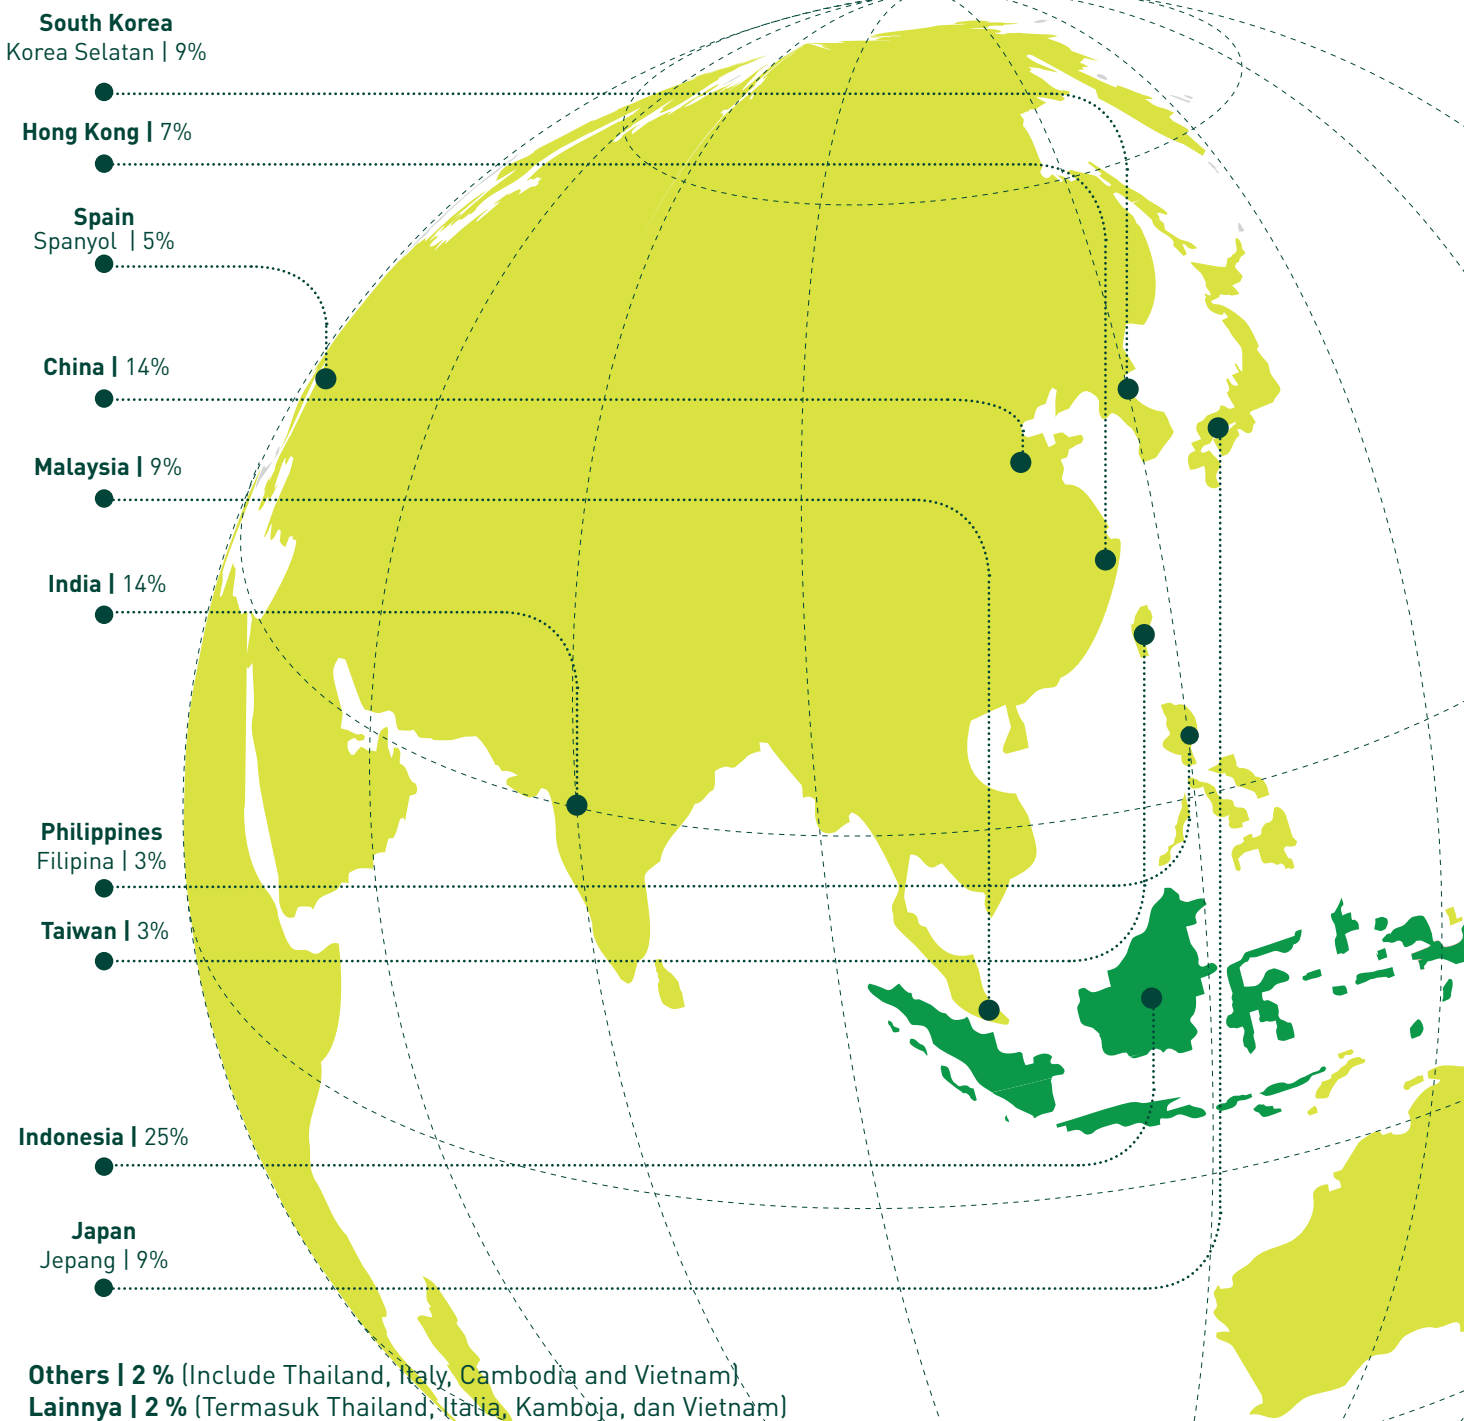 South Korea
Korea Selatan | 9%
Hong Kong | 7%
Spain
Spanyol | 5%
China | 14%
Malaysia | 9%
India | 14%
Philippines
Filipina | 3%
Taiwan | 3%
Indonesia | 25%
Japan
Jepang | 9%
Others | 2 % (Include Thailand, Italy, Cambodia and Vietnam)
Lainnya | 2 % (Termasuk Thailand, Italia, Kamboja, dan Vietnam)